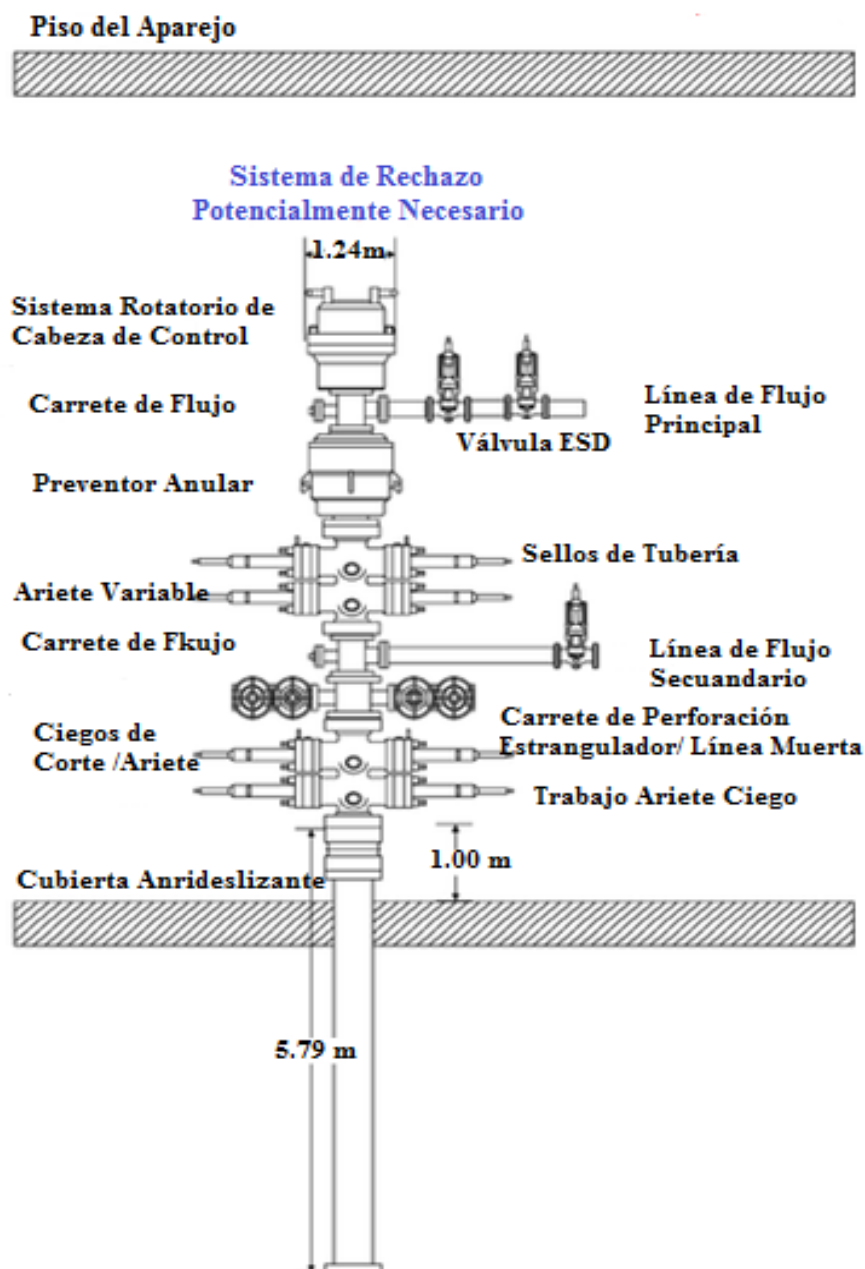 Piso del Aparejo
Sistema de Rechazo
Potencialmente Necesario
1.24m
Sistema Rotatorio de
Cabeza de Control
Carrete de Flujo
Línea de Flujo
Principal
Válvula ESD
Preventor Anular
Sellos de Tubería
Ariete Variable
Carrete de Fkujo
Línea de Flujo
Secuandario
Ciegos de
Corte /Ariete
Carrete de Perforación
Estrangulador/ Línea Muerta
Trabajo Ariete Ciego
1.00 m
Cubierta Anrideslizante
5.79 m